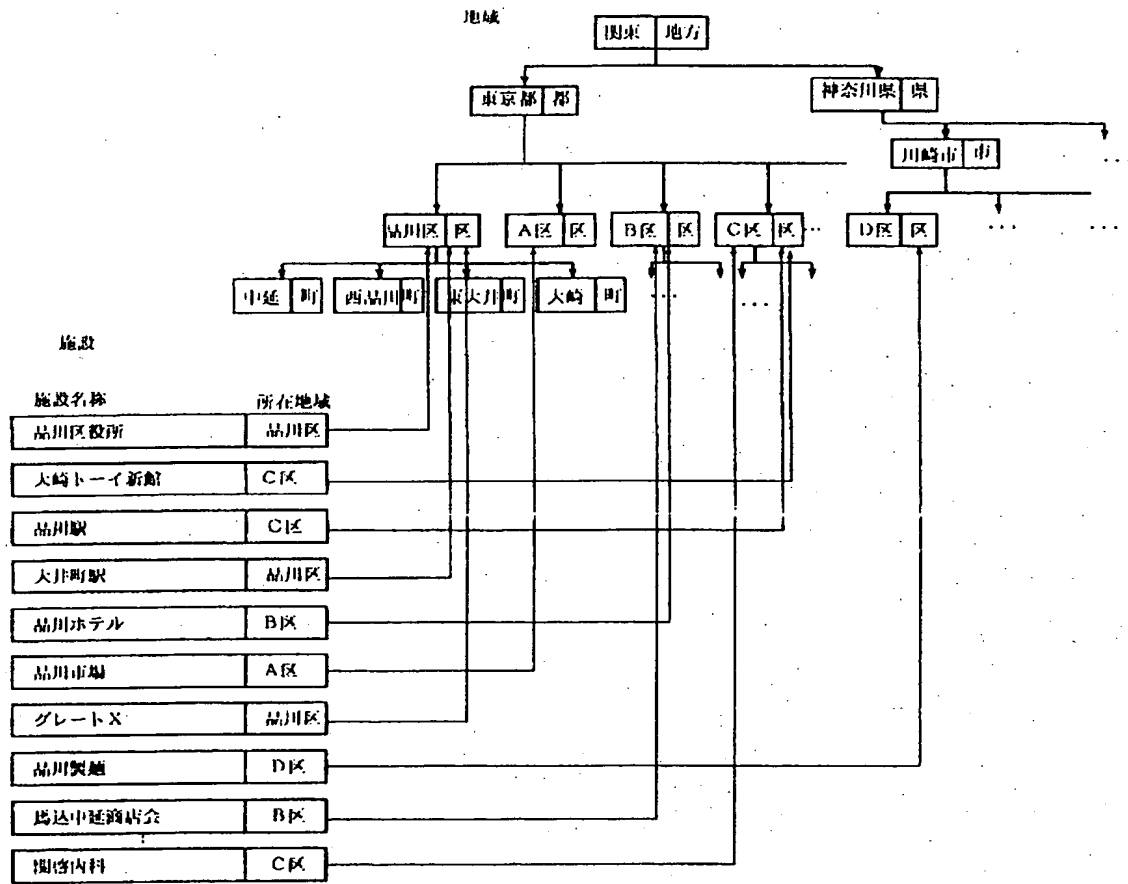 地域
関東 地方
東京都 都
神奈川県 県
川崎市 市
...
品川区 区
A区 区
B区 区
C区 区 ...
D区 区
...
...
中延 町
西品川 町
東大井 町
大崎 町
...
...
施設
施設名称 所在地域
品川区役所 品川区
大崎トーイ新館 C区
品川駅 C区
大井町駅 品川区
品川ホテル B区
品川市場 A区
グレートX 品川区
品川製麺 D区
馬込中延商店会 B区
関啓内科 C区